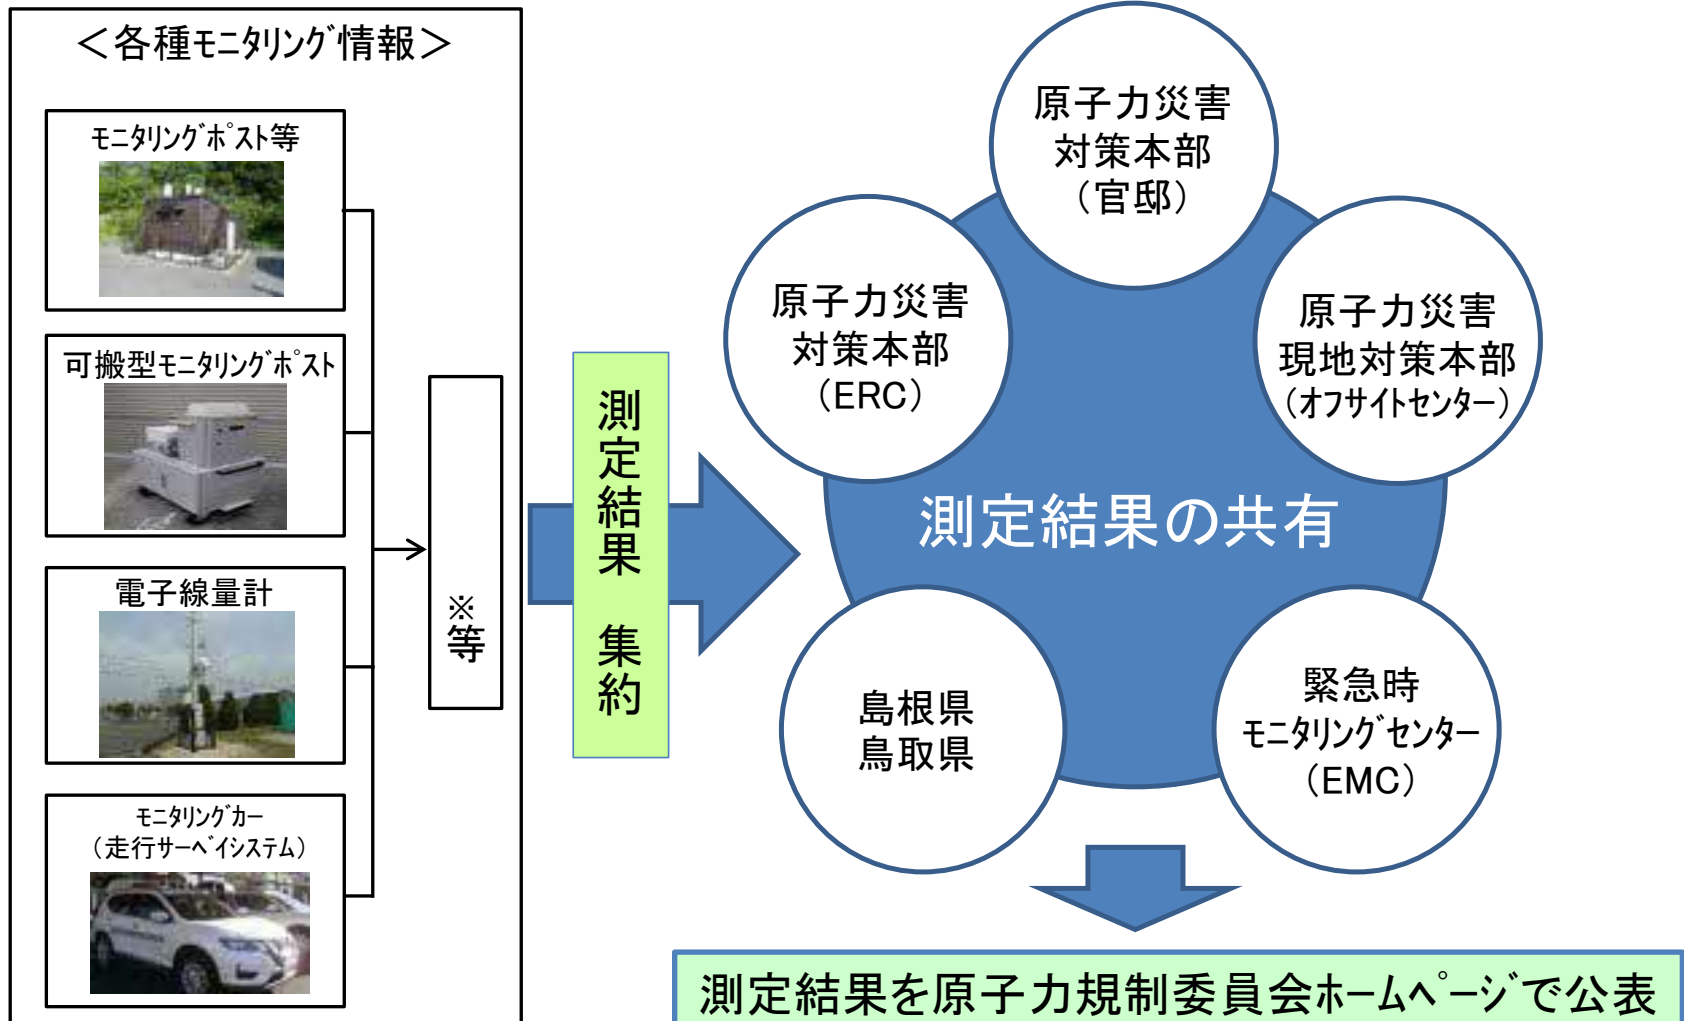 ＜各種ﾓﾆﾀﾘﾝｸﾞ情報＞
ﾓﾆﾀﾘﾝｸﾞﾎﾟｽﾄ等
可搬型ﾓﾆﾀﾘﾝｸﾞﾎﾟｽﾄ
電子線量計
ﾓﾆﾀﾘﾝｸﾞｶｰ
（走行ｻｰﾍﾞｲｼｽﾃﾑ）
※等
測定結果　集約
原子力災害
対策本部
（官邸）
原子力災害
対策本部
（ERC）
原子力災害
現地対策本部
（ｵﾌｻｲﾄｾﾝﾀｰ）
測定結果の共有
島根県
鳥取県
緊急時
ﾓﾆﾀﾘﾝｸﾞｾﾝﾀｰ
（EMC）
測定結果を原子力規制委員会ﾎｰﾑﾍﾟｰｼﾞで公表